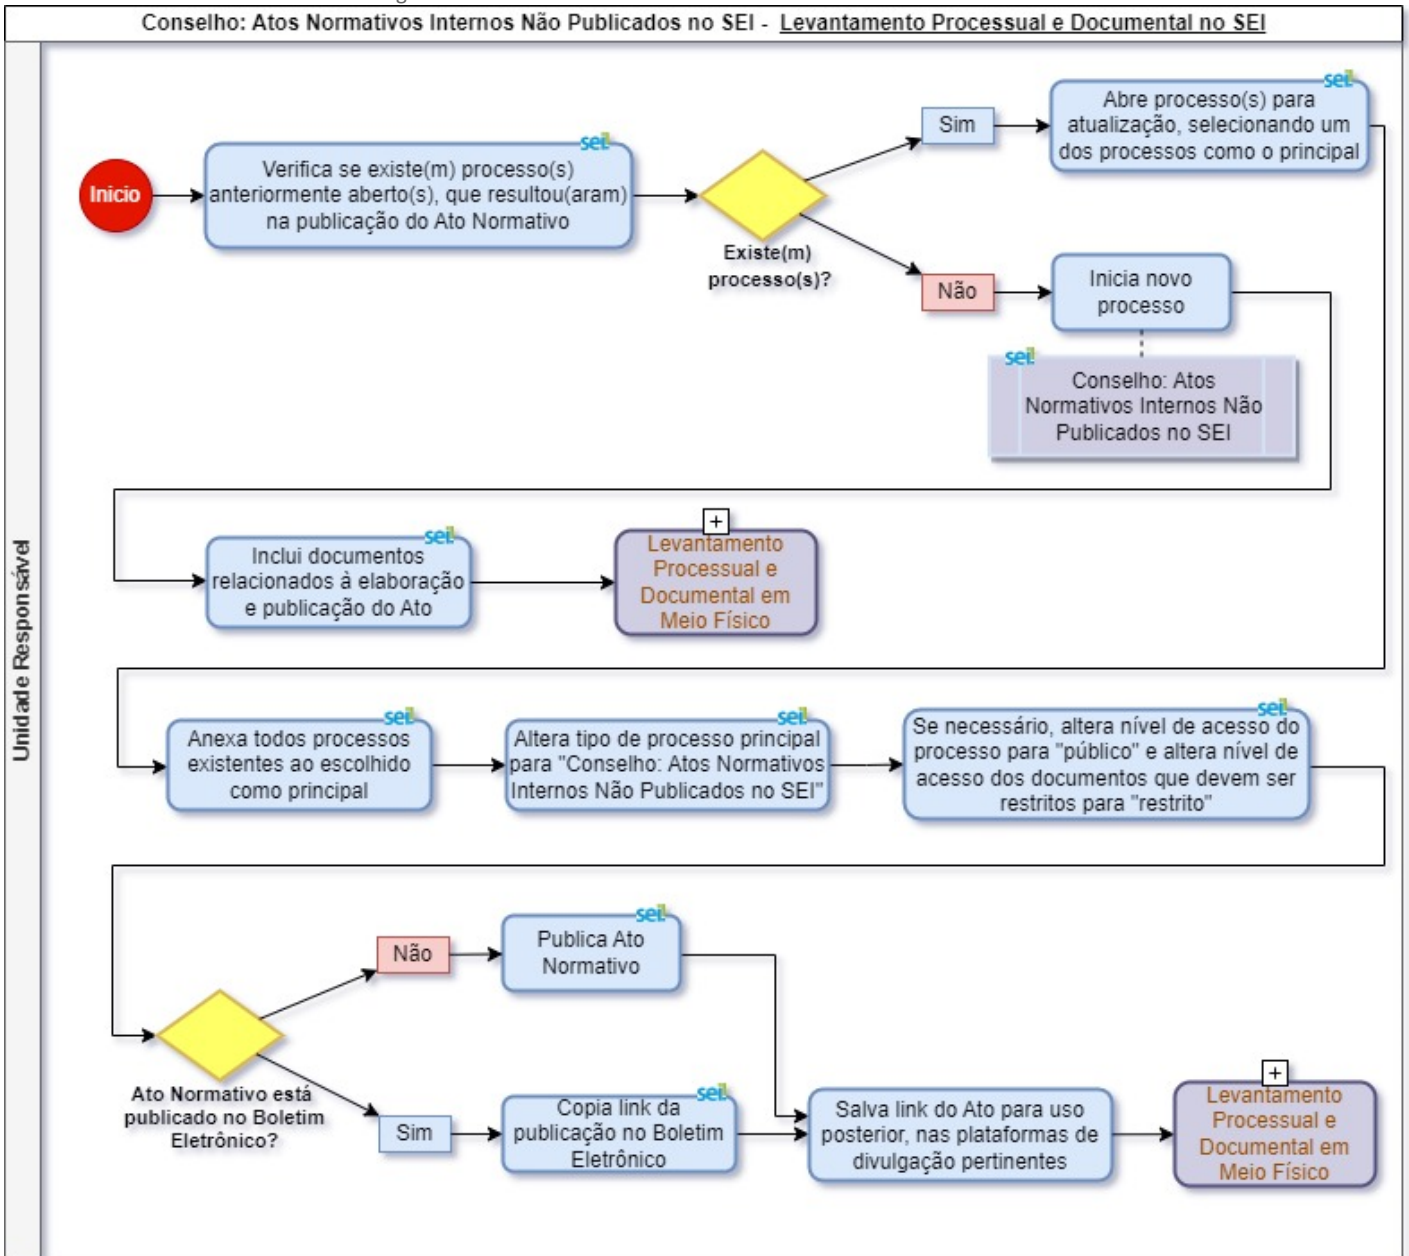 Conselho: Atos Normativos Internos Não Publicados no SEI - Levantamento Processual e Documental no SEI
Unidade Responsável
Início
sei!
Verifica se existe(m) processo(s)
anteriormente aberto(s), que resultou(aram)
na publicação do Ato Normativo
Existe(m)
processo(s)?
Sim
sei!
Abre processo(s) para
atualização, selecionando um
dos processos como o principal
Não
Inicia novo
processo
sei!
Conselho: Atos
Normativos Internos Não
Publicados no SEI
sei!
Inclui documentos
relacionados à elaboração
e publicação do Ato
+
Levantamento
Processual e
Documental em
Meio Físico
sei!
Anexa todos processos
existentes ao escolhido
como principal
sei!
Altera tipo de processo principal
para "Conselho: Atos Normativos
Internos Não Publicados no SEI"
sei!
Se necessário, altera nível de acesso do
processo para "público" e altera nível de
acesso dos documentos que devem ser
restritos para "restrito"
Ato Normativo está
publicado no Boletim
Eletrônico?
Não
sei!
Publica Ato
Normativo
Sim
sei!
Copia link da
publicação no Boletim
Eletrônico
Salva link do Ato para uso
posterior, nas plataformas de
divulgação pertinentes
+
Levantamento
Processual e
Documental em
Meio Físico